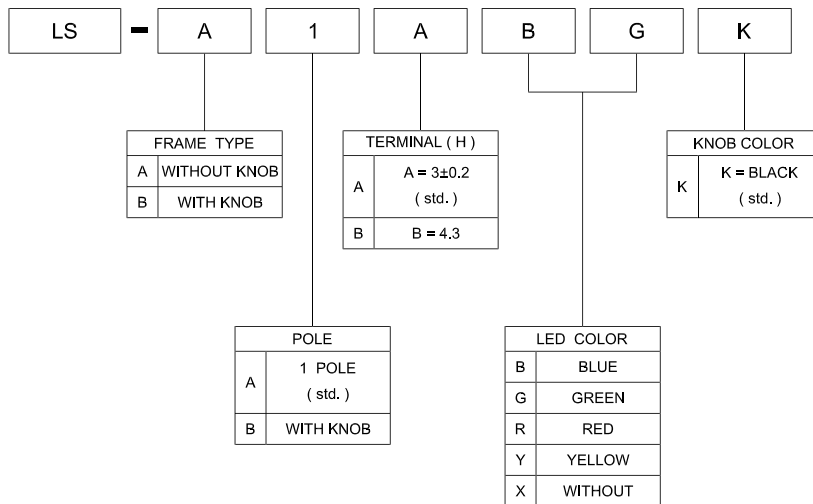 LS - A 1 A B G K
FRAME TYPE
A WITHOUT KNOB
B WITH KNOB
TERMINAL ( H )
A A = 3±0.2
( std. )
B B = 4.3
KNOB COLOR
K K = BLACK
( std. )
POLE
A 1 POLE
( std. )
B WITH KNOB
LED COLOR
B BLUE
G GREEN
R RED
Y YELLOW
X WITHOUT